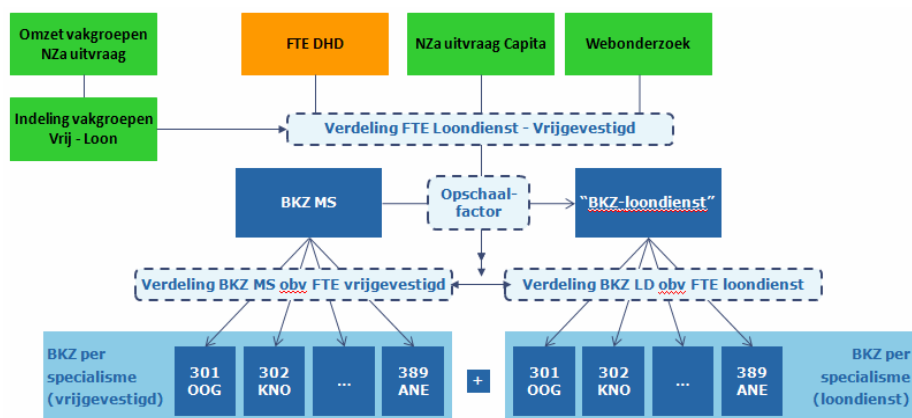 Omzet vakgroepen
NZa uitvraag
FTE DHD
NZa uitvraag Capita
Webonderzoek
Indeling vakgroepen
Vrij - Loon
Verdeling FTE Loondienst - Vrijgevestigd
BKZ MS
Opschaal-
factor
“BKZ-loondienst”
Verdeling BKZ MS obv FTE vrijgevestigd
Verdeling BKZ LD obv FTE loondienst
BKZ per
specialisme
(vrijgevestigd)
301
OOG
302
KNO
...
389
ANE
+
301
OOG
302
KNO
...
389
ANE
BKZ per
specialisme
(loondienst)